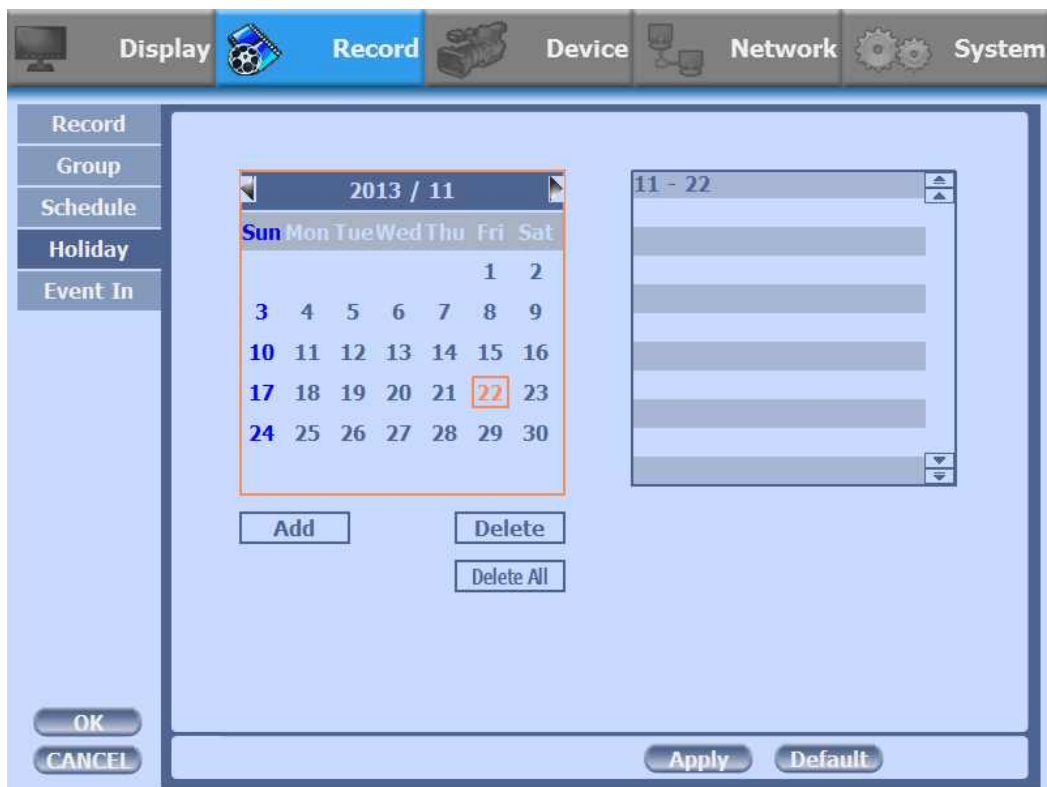 Display Record Device Network System
Record
Group
Schedule
Holiday
Event In
2013 / 11
Sun Mon Tue Wed Thu Fri Sat
1 2
3 4 5 6 7 8 9
10 11 12 13 14 15 16
17 18 19 20 21 22 23
24 25 26 27 28 29 30
Add Delete
Delete All
11 - 22
OK
CANCEL
Apply Default